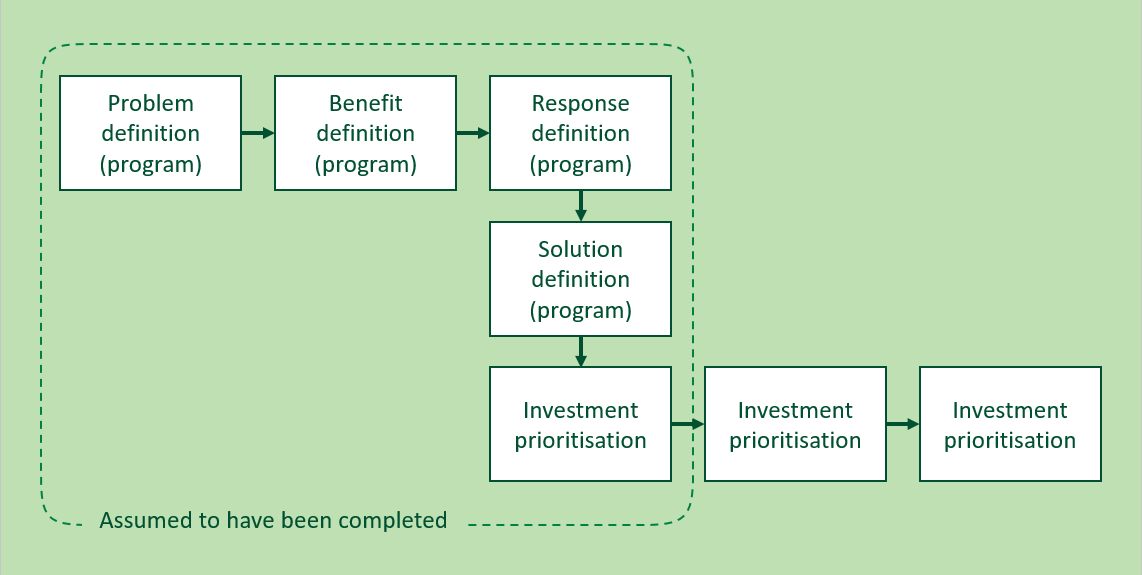 Problem
definition
(program)
Benefit
definition
(program)
Response
definition
(program)
Solution
definition
(program)
Investment
prioritisation
Investment
prioritisation
Investment
prioritisation
Assumed to have been completed